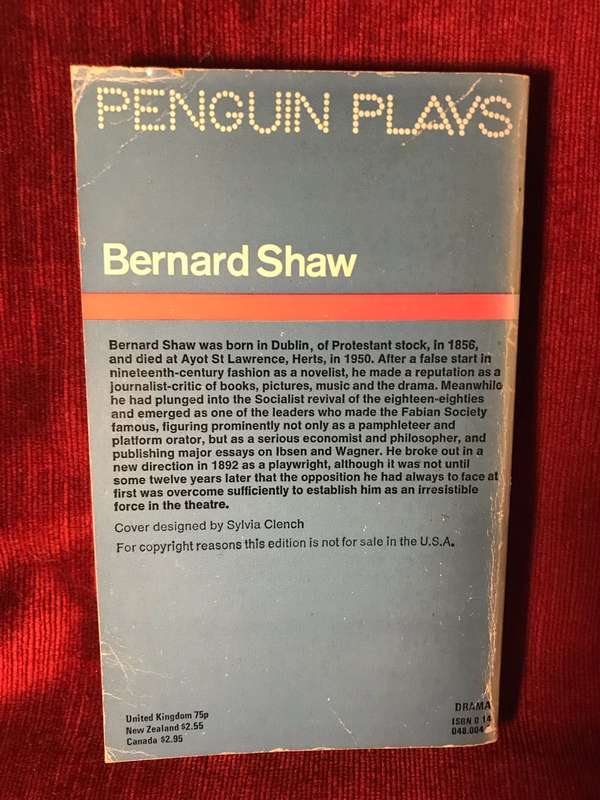 PENGUIN PLAYS
Bernard Shaw
Bernard Shaw was born in Dublin, of Protestant stock, in 1856,
and died at Ayot St Lawrence, Herts, in 1950. After a false start in
nineteenth-century fashion as a novelist, he made a reputation as a
journalist-critic of books, pictures, music and the drama. Meanwhile
he had plunged into the Socialist revival of the eighteen-eighties
and emerged as one of the leaders who made the Fabian Society
famous, figuring prominently not only as a pamphleteer and
platform orator, but as a serious economist and philosopher, and
publishing major essays on Ibsen and Wagner. He broke out in a
new direction in 1892 as a playwright, although it was not until
some twelve years later that the opposition he had always to face at
first was overcome sufficiently to establish him as an irresistible
force in the theatre.
Cover designed by Sylvia Clench
For copyright reasons this edition is not for sale in the U.S.A.
United Kingdom 75p
New Zealand $2.55
Canada $2.95
DRAMA
ISBN 0 14
048.004